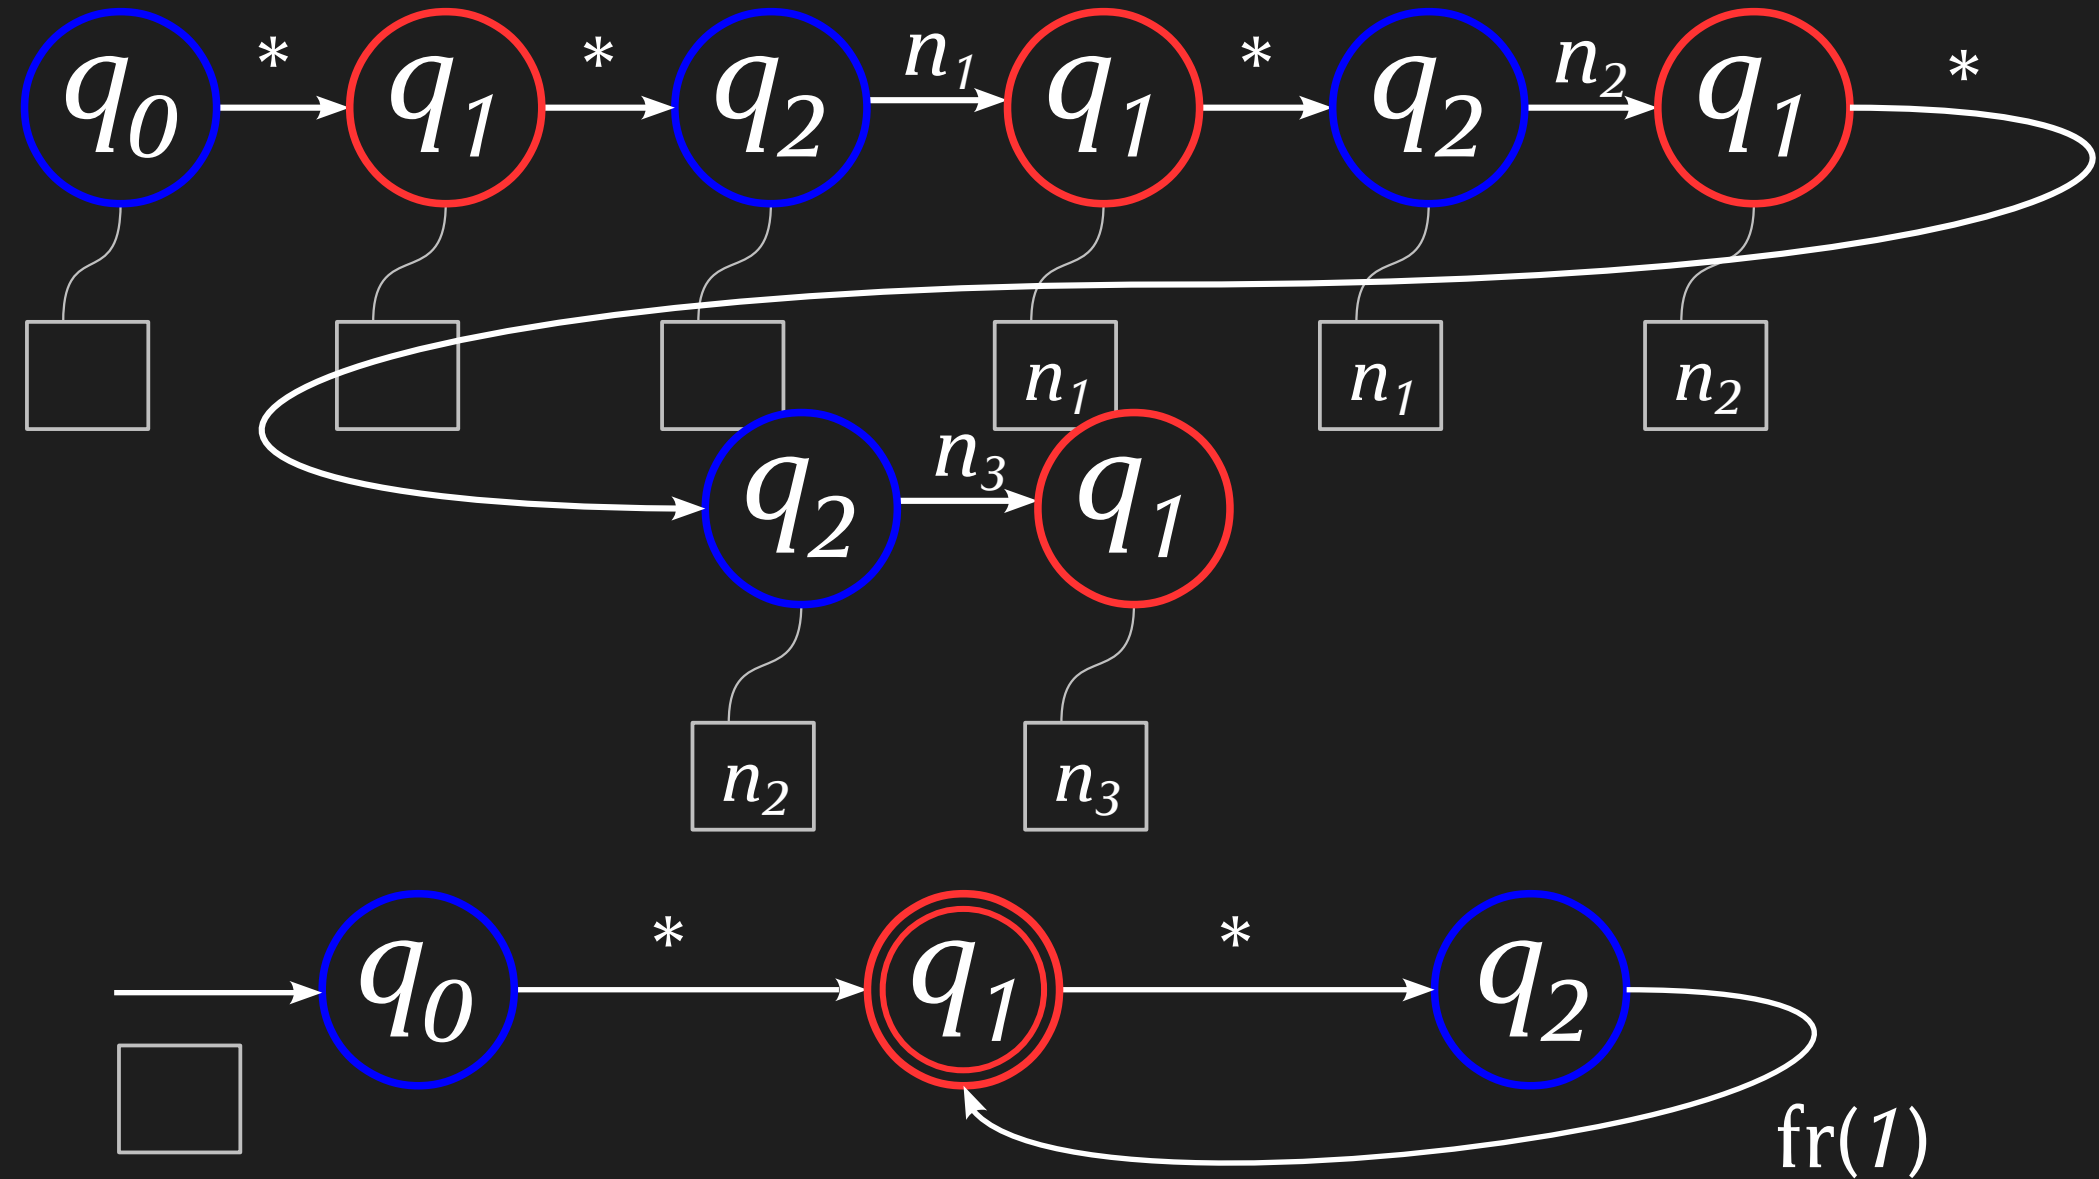 q₀ * q₁ * q₂ n₁ q₁ * q₂ n₂ q₁ *
n₁ n₁ n₂
q₂ n₃ q₁
n₂ n₃
q₀ * q₁ * q₂
fr(1)